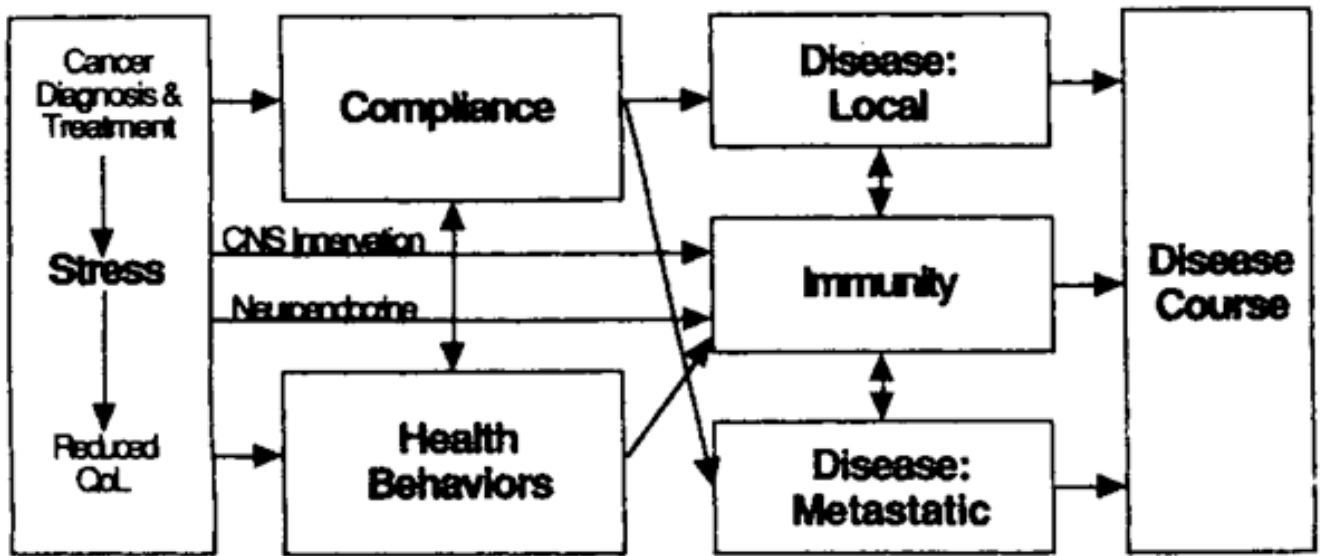 Cancer
Diagnosis &
Treatment
Stress
Reduced
QoL
Compliance
CNS Innervation
Neuroendocrine
Health
Behaviors
Disease:
Local
Immunity
Disease:
Metastatic
Disease
Course